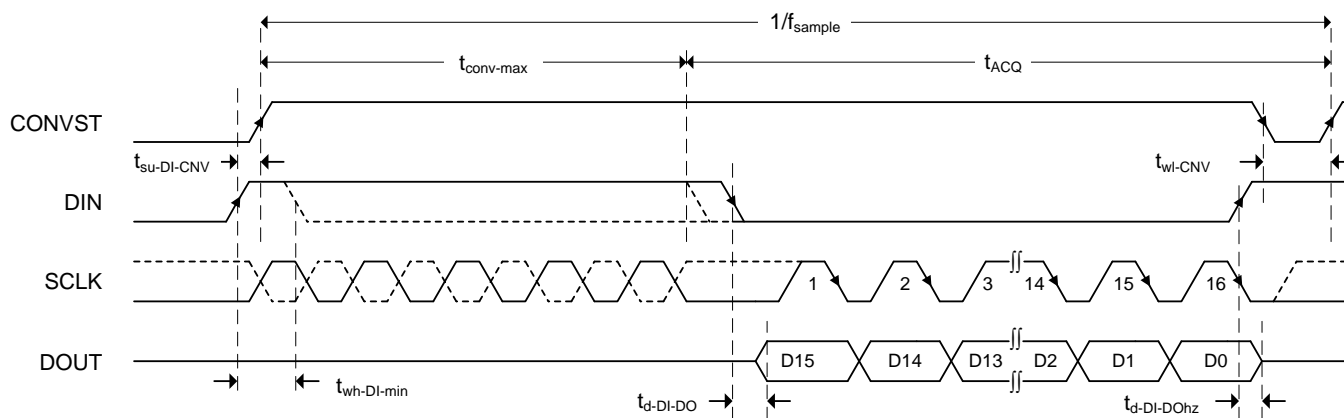 1/fsample
tconv-max tACQ
CONVST
tsu-DI-CNV twl-CNV
DIN
SCLK 1 2 3 14 15 16
DOUT D15 D14 D13 D2 D1 D0
twh-DI-min td-DI-DO td-DI-DOhz